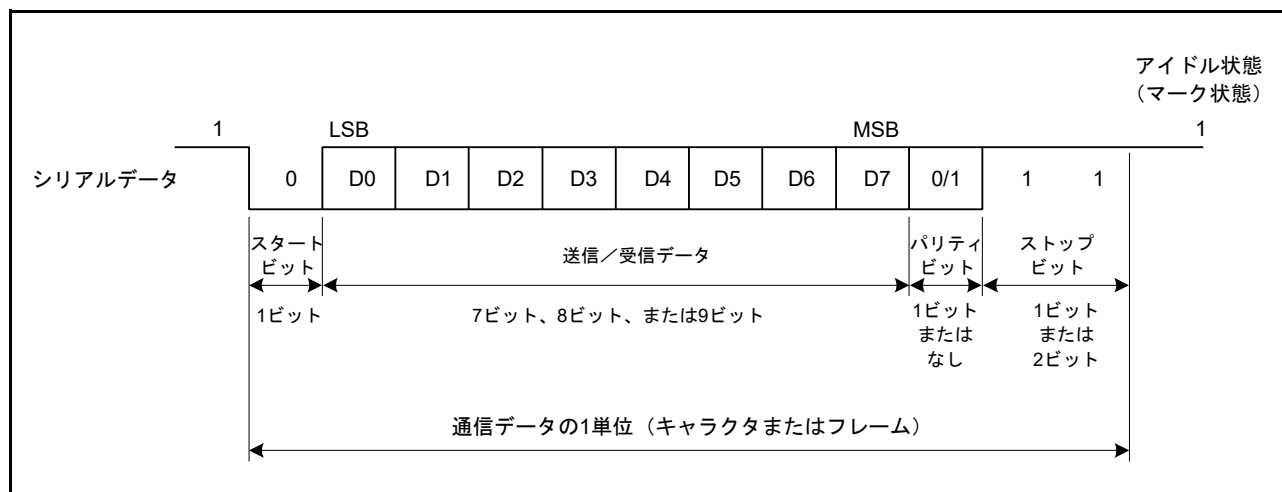 アイドル状態
（マーク状態）
1 LSB MSB 1
シリアルデータ 0 D0 D1 D2 D3 D4 D5 D6 D7 0/1 1 1
スタート
ビット
送信／受信データ
パリティ
ビット
ストップ
ビット
1ビット
7ビット、8ビット、または9ビット
1ビット
または
なし
1ビット
または
2ビット
通信データの1単位（キャラクタまたはフレーム）